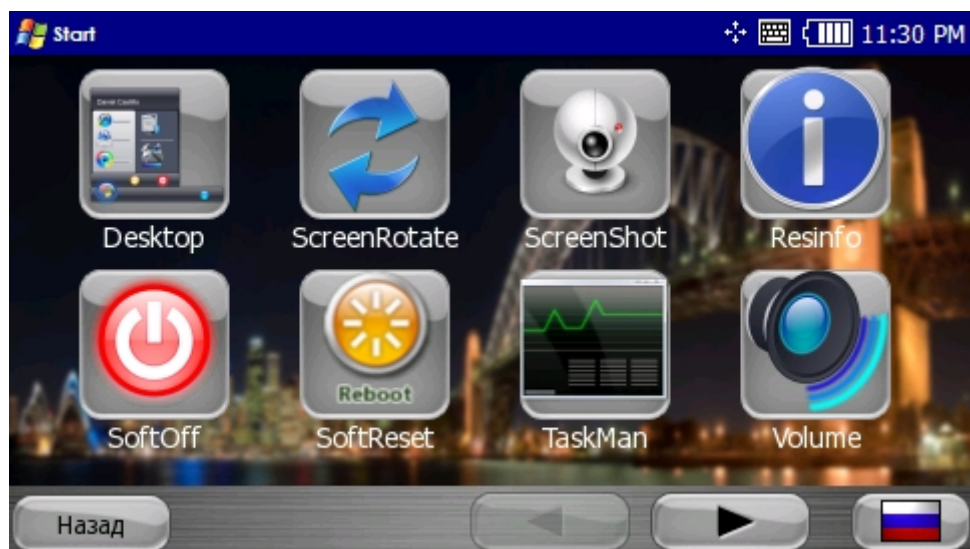 Start
11:30 PM
Desktop
ScreenRotate
ScreenShot
Resinfo
Reboot
SoftOff
SoftReset
TaskMan
Volume
Назад